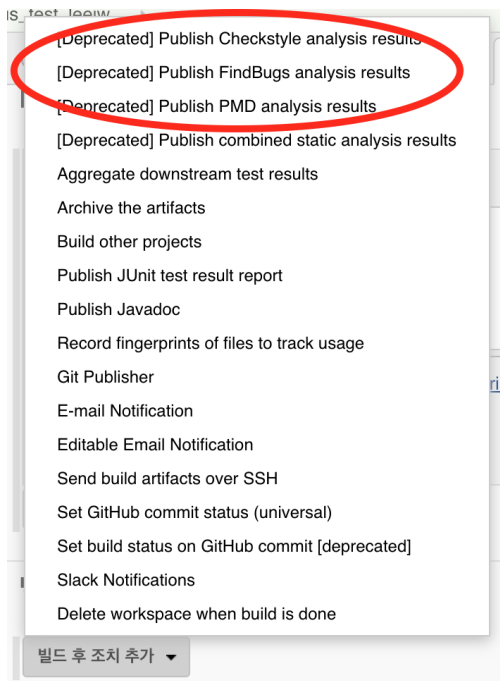 [Deprecated] Publish Checkstyle analysis results
[Deprecated] Publish FindBugs analysis results
[Deprecated] Publish PMD analysis results
[Deprecated] Publish combined static analysis results
Aggregate downstream test results
Archive the artifacts
Build other projects
Publish JUnit test result report
Publish Javadoc
Record fingerprints of files to track usage
Git Publisher
E-mail Notification
Editable Email Notification
Send build artifacts over SSH
Set GitHub commit status (universal)
Set build status on GitHub commit [deprecated]
Slack Notifications
Delete workspace when build is done
빌드 후 조치 추가